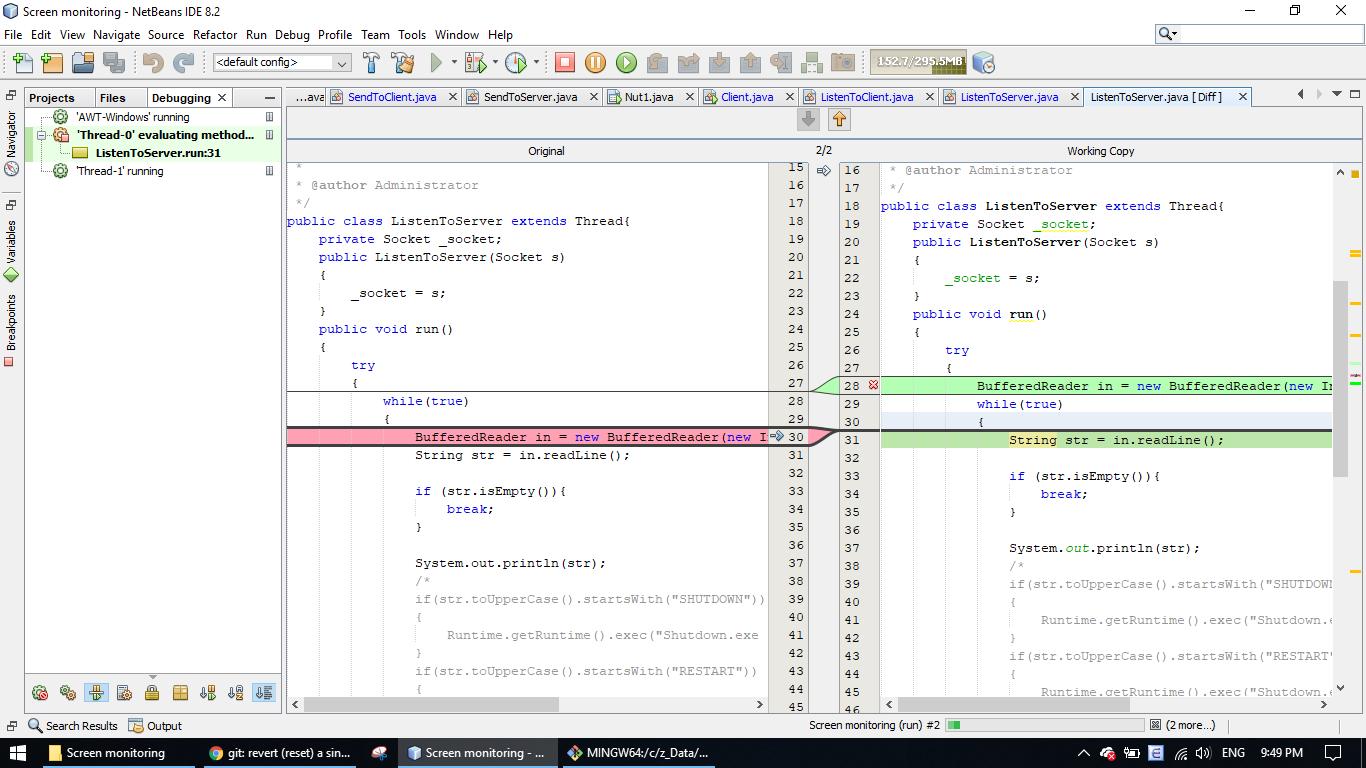 Screen monitoring - NetBeans IDE 8.2
File Edit View Navigate Source Refactor Run Debug Profile Team Tools Window Help
<default config>
152.7/295.5MB
Projects Files Debugging
...ava SendToClient.java SendToServer.java Nut1.java Client.java ListenToClient.java ListenToServer.java ListenToServer.java [ Diff ]
Navigator
Variables
Breakpoints
'AWT-Windows' running
'Thread-0' evaluating method...
ListenToServer.run:31
'Thread-1' running
Original 2/2 Working Copy
* 15
* @author Administrator 16
*/ 17
public class ListenToServer extends Thread{ 18
private Socket _socket; 19
public ListenToServer(Socket s) 20
{ 21
_socket = s; 22
} 23
public void run() 24
{ 25
try 26
{ 27
while(true) 28
{ 29
BufferedReader in = new BufferedReader(new I 30
String str = in.readLine(); 31
32
if (str.isEmpty()){ 33
break; 34
} 35
36
System.out.println(str); 37
/* 38
if(str.toUpperCase().startsWith("SHUTDOWN")) 39
{ 40
Runtime.getRuntime().exec("Shutdown.exe 41
} 42
if(str.toUpperCase().startsWith("RESTART")) 43
{ 44
45
16 * @author Administrator
17 */
18 public class ListenToServer extends Thread{
19 private Socket _socket;
20 public ListenToServer(Socket s)
21 {
22 _socket = s;
23 }
24 public void run()
25 {
26 try
27 {
28 BufferedReader in = new BufferedReader(new In
29 while(true)
30 {
31 String str = in.readLine();
32
33 if (str.isEmpty()){
34 break;
35 }
36
37 System.out.println(str);
38 /*
39 if(str.toUpperCase().startsWith("SHUTDOWN
40 {
41 Runtime.getRuntime().exec("Shutdown.e
42 }
43 if(str.toUpperCase().startsWith("RESTART"
44 {
45 Runtime.getRuntime().exec("Shutdown.e
46
Search Results Output
Screen monitoring (run) #2 (2 more...)
Screen monitoring
git: revert (reset) a sin...
Screen monitoring - ...
MINGW64:/c/z_Data/...
ENG 9:49 PM